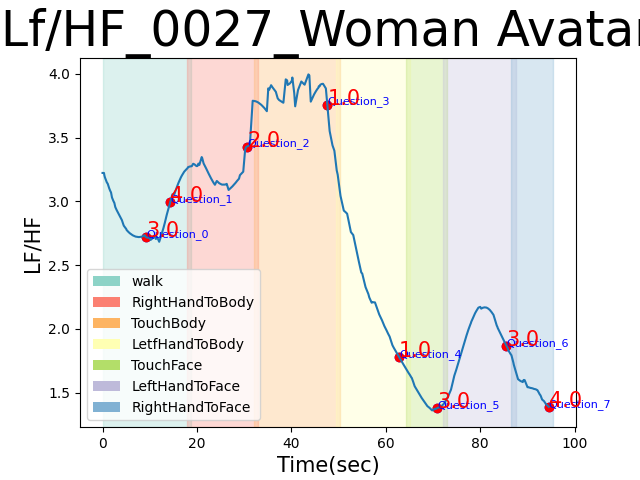 Lf/HF_0027_Woman Avatar
LF/HF
4.0
3.5
3.0
2.5
2.0
1.5
3.0
Question_0
4.0
Question_1
2.0
Question_2
1.0
Question_3
1.0
Question_4
3.0
Question_5
3.0
Question_6
4.0
Question_7
walk
RightHandToBody
TouchBody
LetfHandToBody
TouchFace
LeftHandToFace
RightHandToFace
0 20 40 60 80 100
Time(sec)